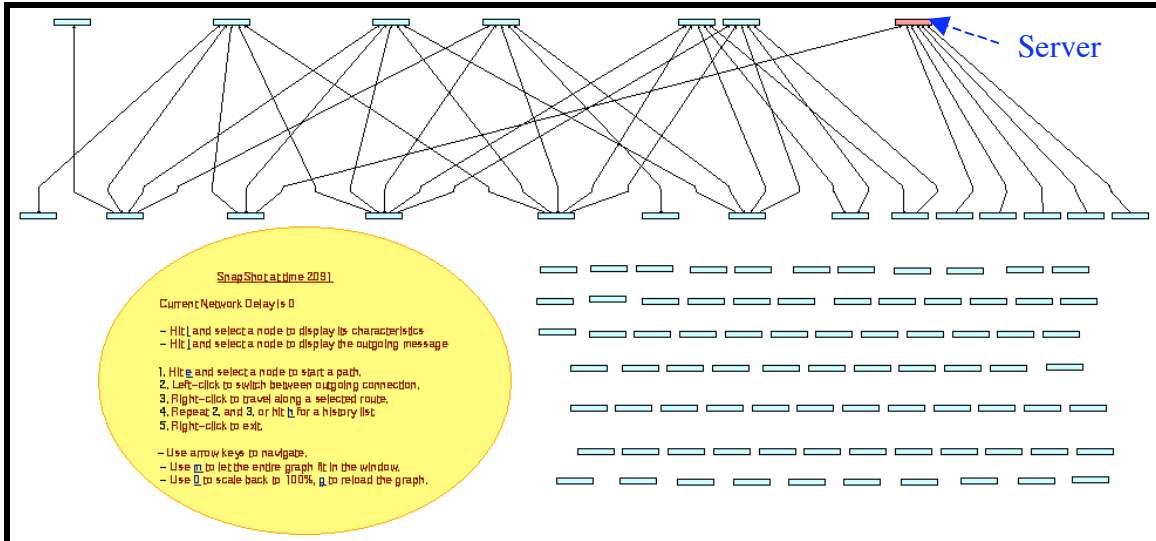 Server
SnapShot at time 2091
Current Network Delay is 0
- Hit i and select a node to display its characteristics
- Hit l and select a node to display the outgoing message
1. Hit e and select a node to start a path.
2. Left-click to switch between outgoing connection.
3. Right-click to travel along a selected route.
4. Repeat 2, and 3, or hit h for a history list
5. Right-click to exit.
- Use arrow keys to navigate.
- Use m to let the entire graph fit in the window.
- Use 0 to scale back to 100%, g to reload the graph.